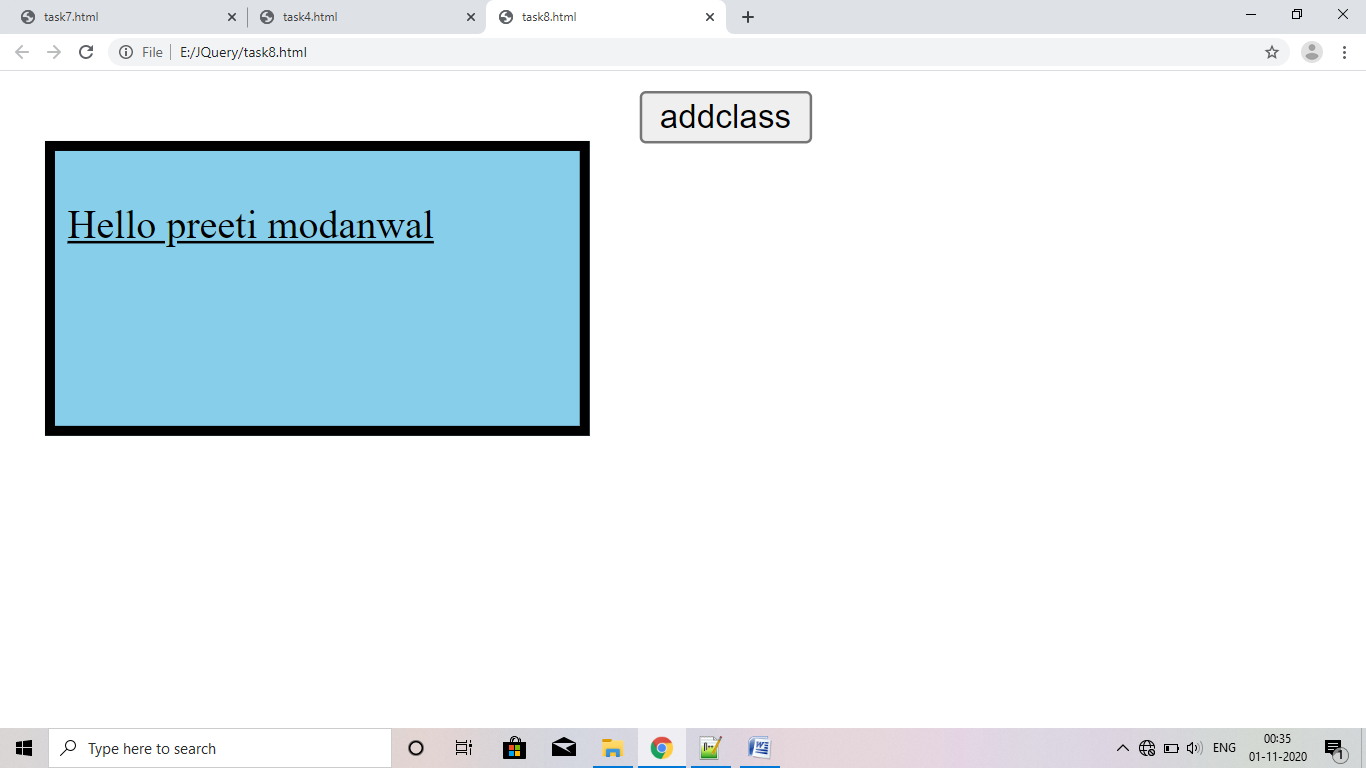 task7.html
task4.html
task8.html
File
E:/JQuery/task8.html
addclass
Hello preeti modanwal
Type here to search
ENG
00:35
01-11-2020
1